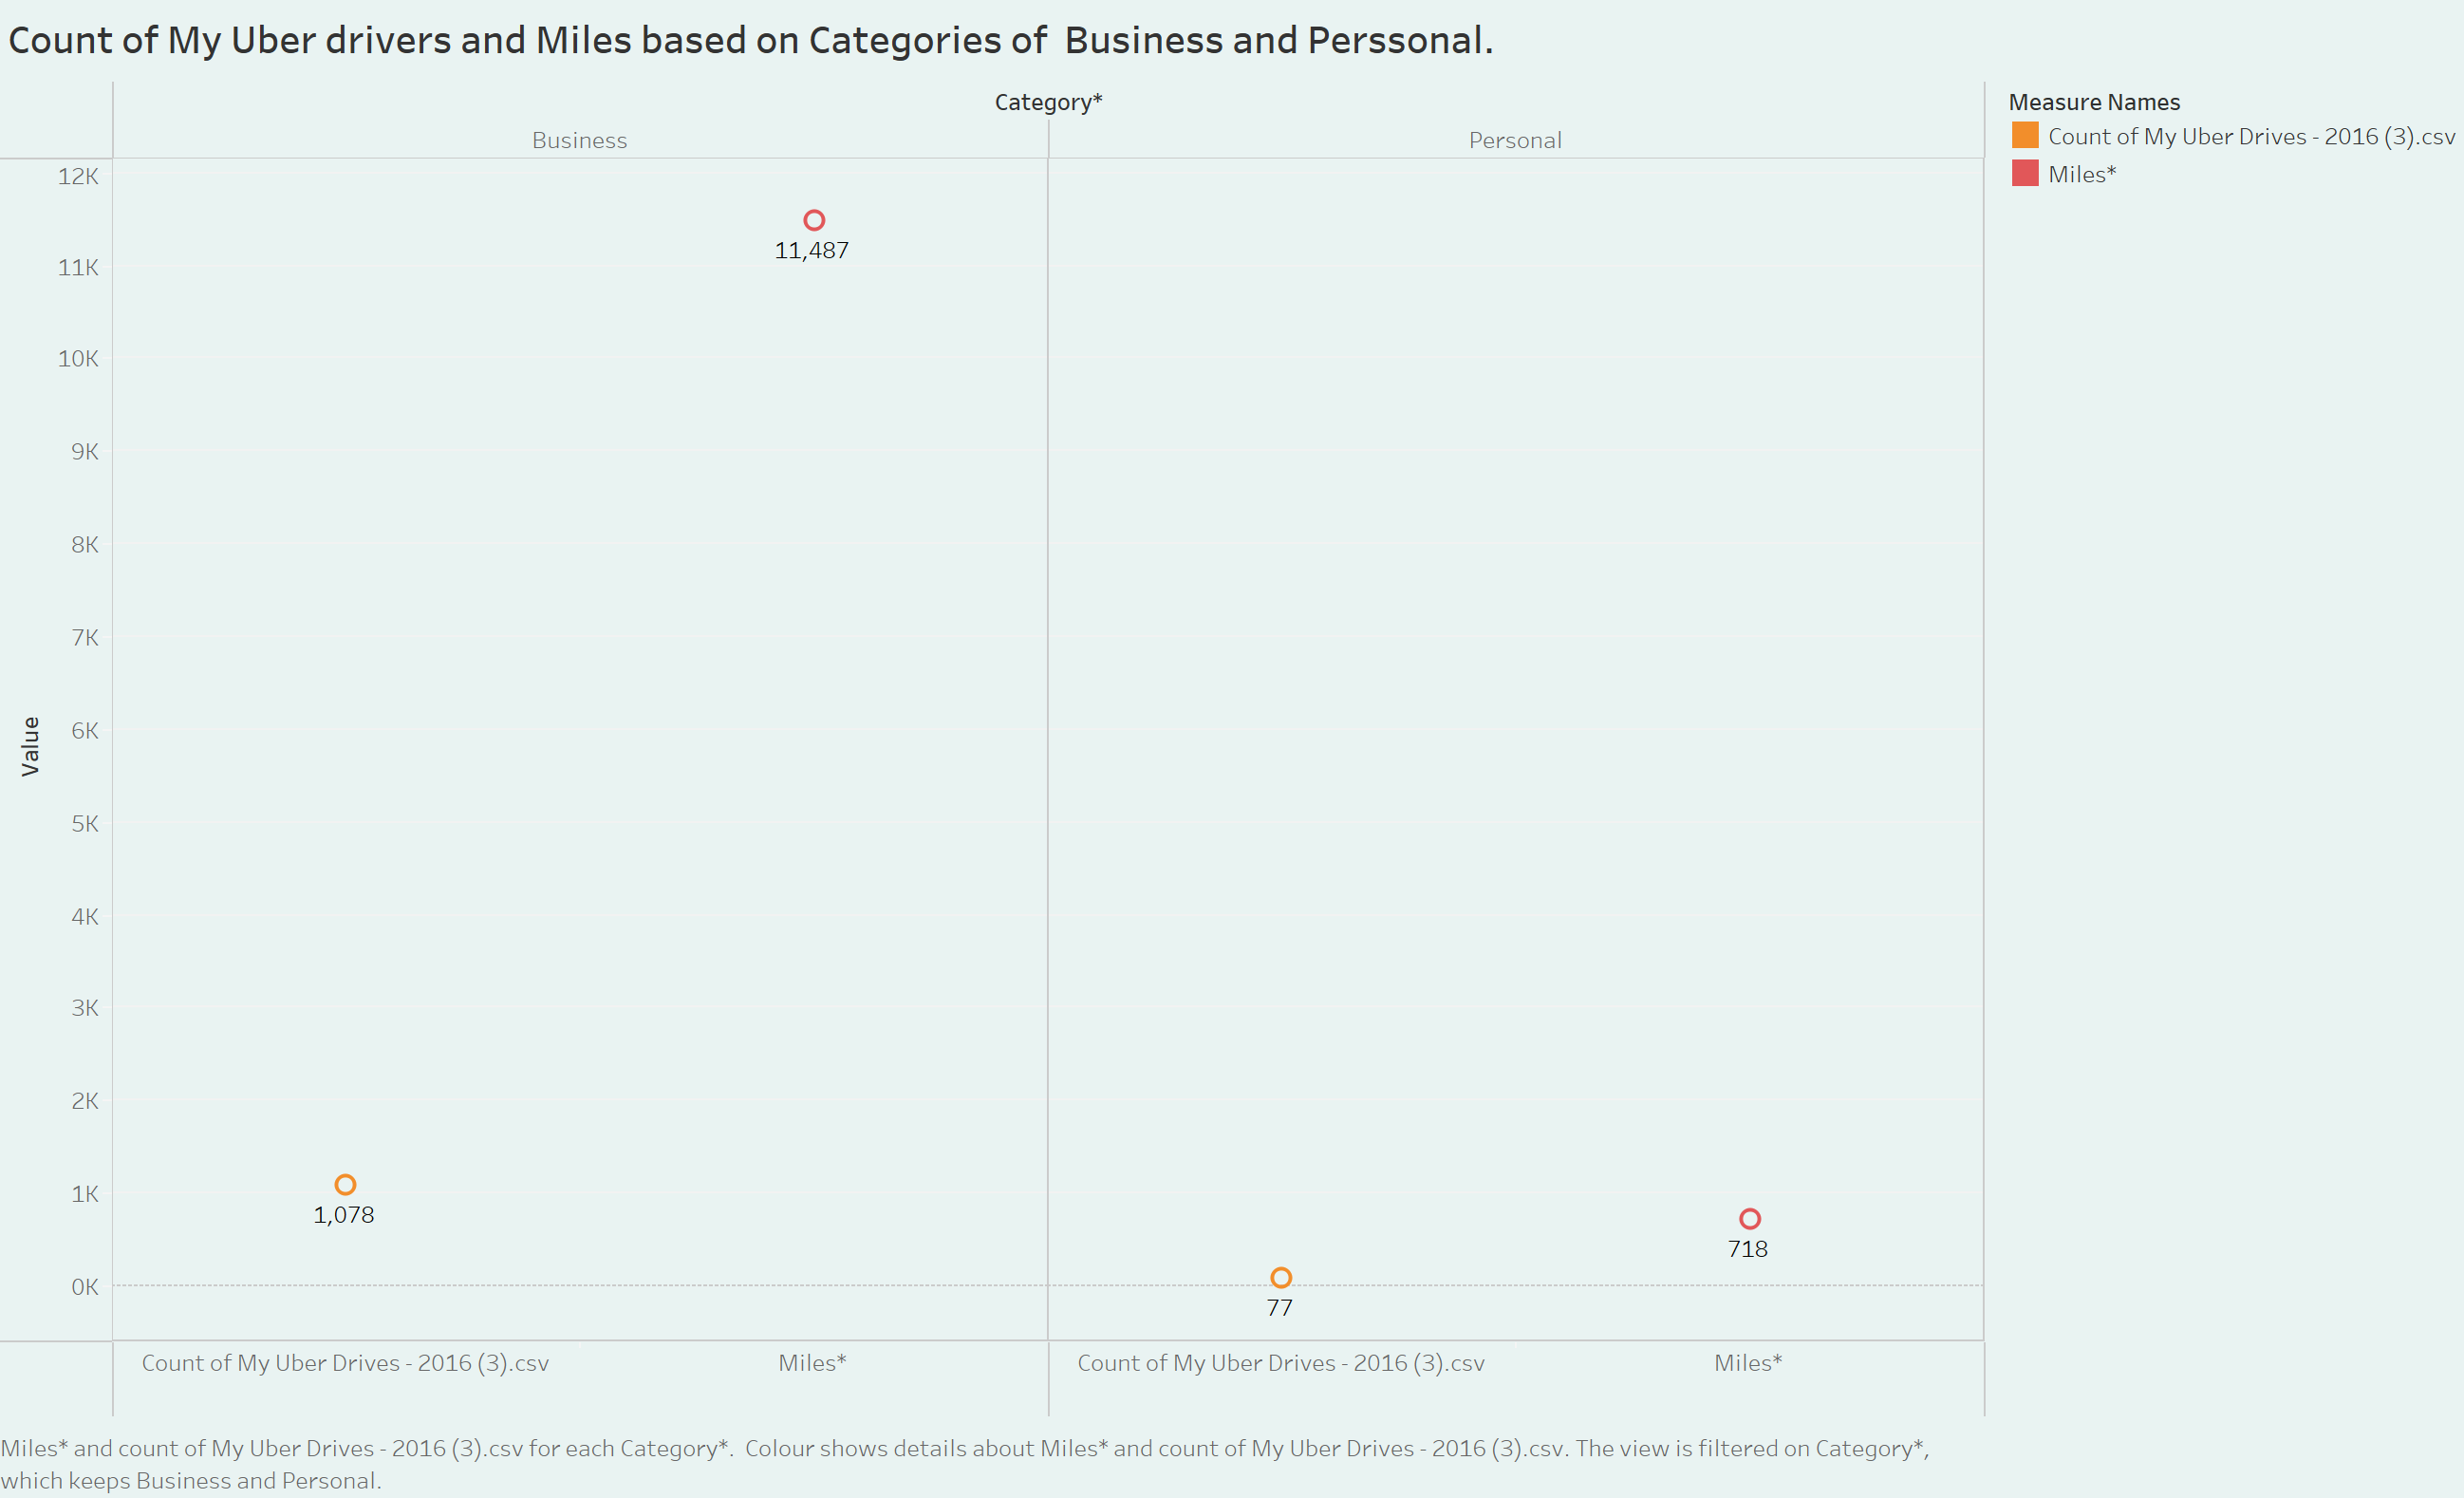 Count of My Uber drivers and Miles based on Categories of  Business and Perssonal.
Category*
Business
Personal
Measure Names
Count of My Uber Drives - 2016 (3).csv
Miles*
Value
12K
11K
10K
9K
8K
7K
6K
5K
4K
3K
2K
1K
0K
11,487
1,078
718
77
Count of My Uber Drives - 2016 (3).csv
Miles*
Count of My Uber Drives - 2016 (3).csv
Miles*
Miles* and count of My Uber Drives - 2016 (3).csv for each Category*.  Colour shows details about Miles* and count of My Uber Drives - 2016 (3).csv. The view is filtered on Category*,
which keeps Business and Personal.